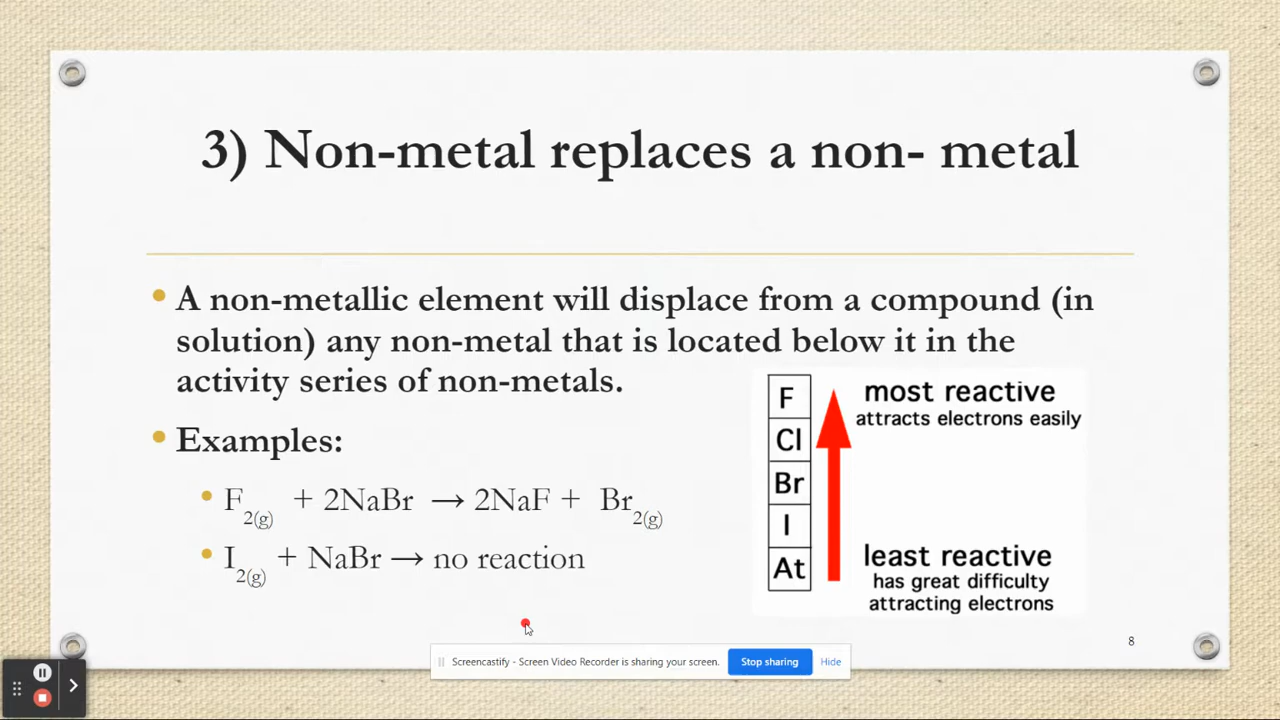 3) Non-metal replaces a non- metal
• A non-metallic element will displace from a compound (in
solution) any non-metal that is located below it in the
activity series of non-metals.
• Examples:
• F2(g) + 2NaBr → 2NaF + Br2(g)
• I2(g) + NaBr → no reaction
F
Cl
Br
I
At
most reactive
attracts electrons easily
least reactive
has great difficulty
attracting electrons
8
Screencastify - Screen Video Recorder is sharing your screen.
Stop sharing
Hide